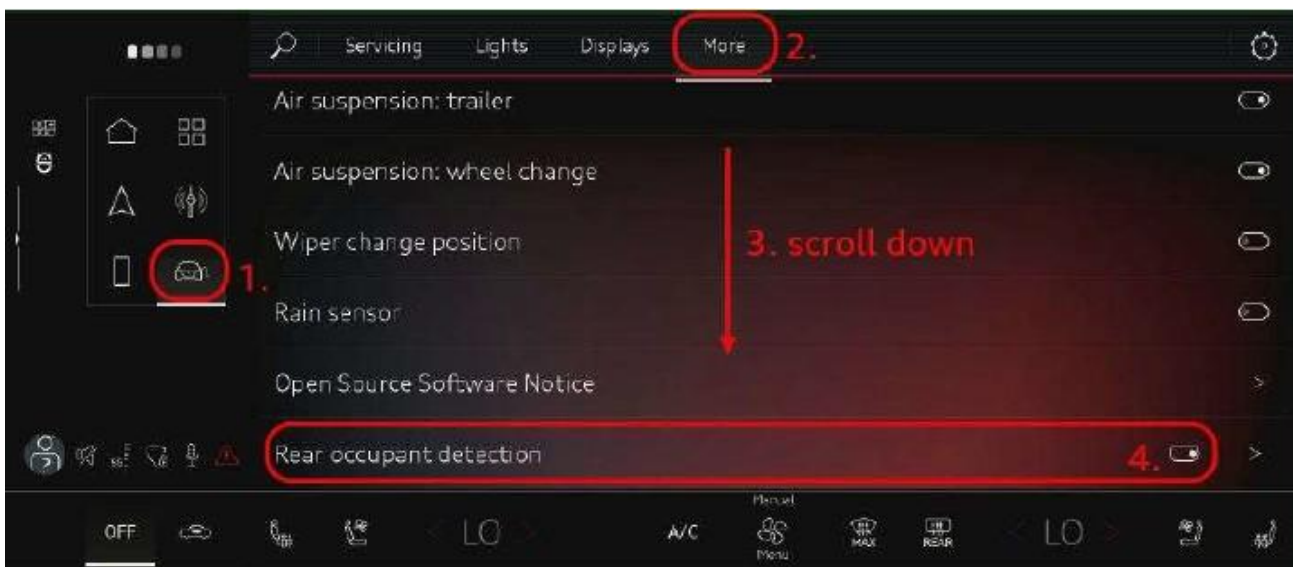 Servicing Lights Displays More 2.
Air suspension: trailer
Air suspension: wheel change
Wiper change position
3. scroll down
1.
Rain sensor
Open Source Software Notice
Rear occupant detection 4.
Manual
OFF LO A/C MAX REAR LO
Menu